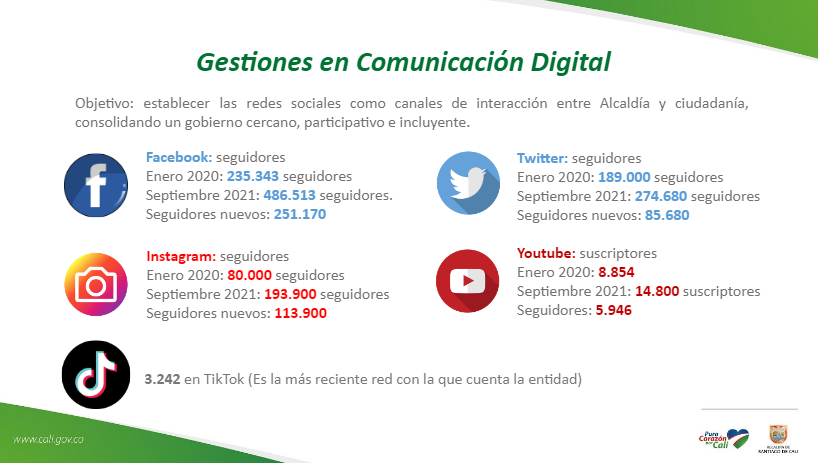 Gestiones en Comunicación Digital
Objetivo: establecer las redes sociales como canales de interacción entre Alcaldía y ciudadanía,
consolidando un gobierno cercano, participativo e incluyente.
Facebook: seguidores
Enero 2020: 235.343 seguidores
Septiembre 2021: 486.513 seguidores.
Seguidores nuevos: 251.170
Twitter: seguidores
Enero 2020: 189.000 seguidores
Septiembre 2021: 274.680 seguidores
Seguidores nuevos: 85.680
Instagram: seguidores
Enero 2020: 80.000 seguidores
Septiembre 2021: 193.900 seguidores
Seguidores nuevos: 113.900
Youtube: suscriptores
Enero 2020: 8.854
Septiembre 2021: 14.800 suscriptores
Seguidores: 5.946
3.242 en TikTok (Es la más reciente red con la que cuenta la entidad)
www.cali.gov.co
Puro
Corazón
por
Cali
ALCALDÍA DE
SANTIAGO DE CALI